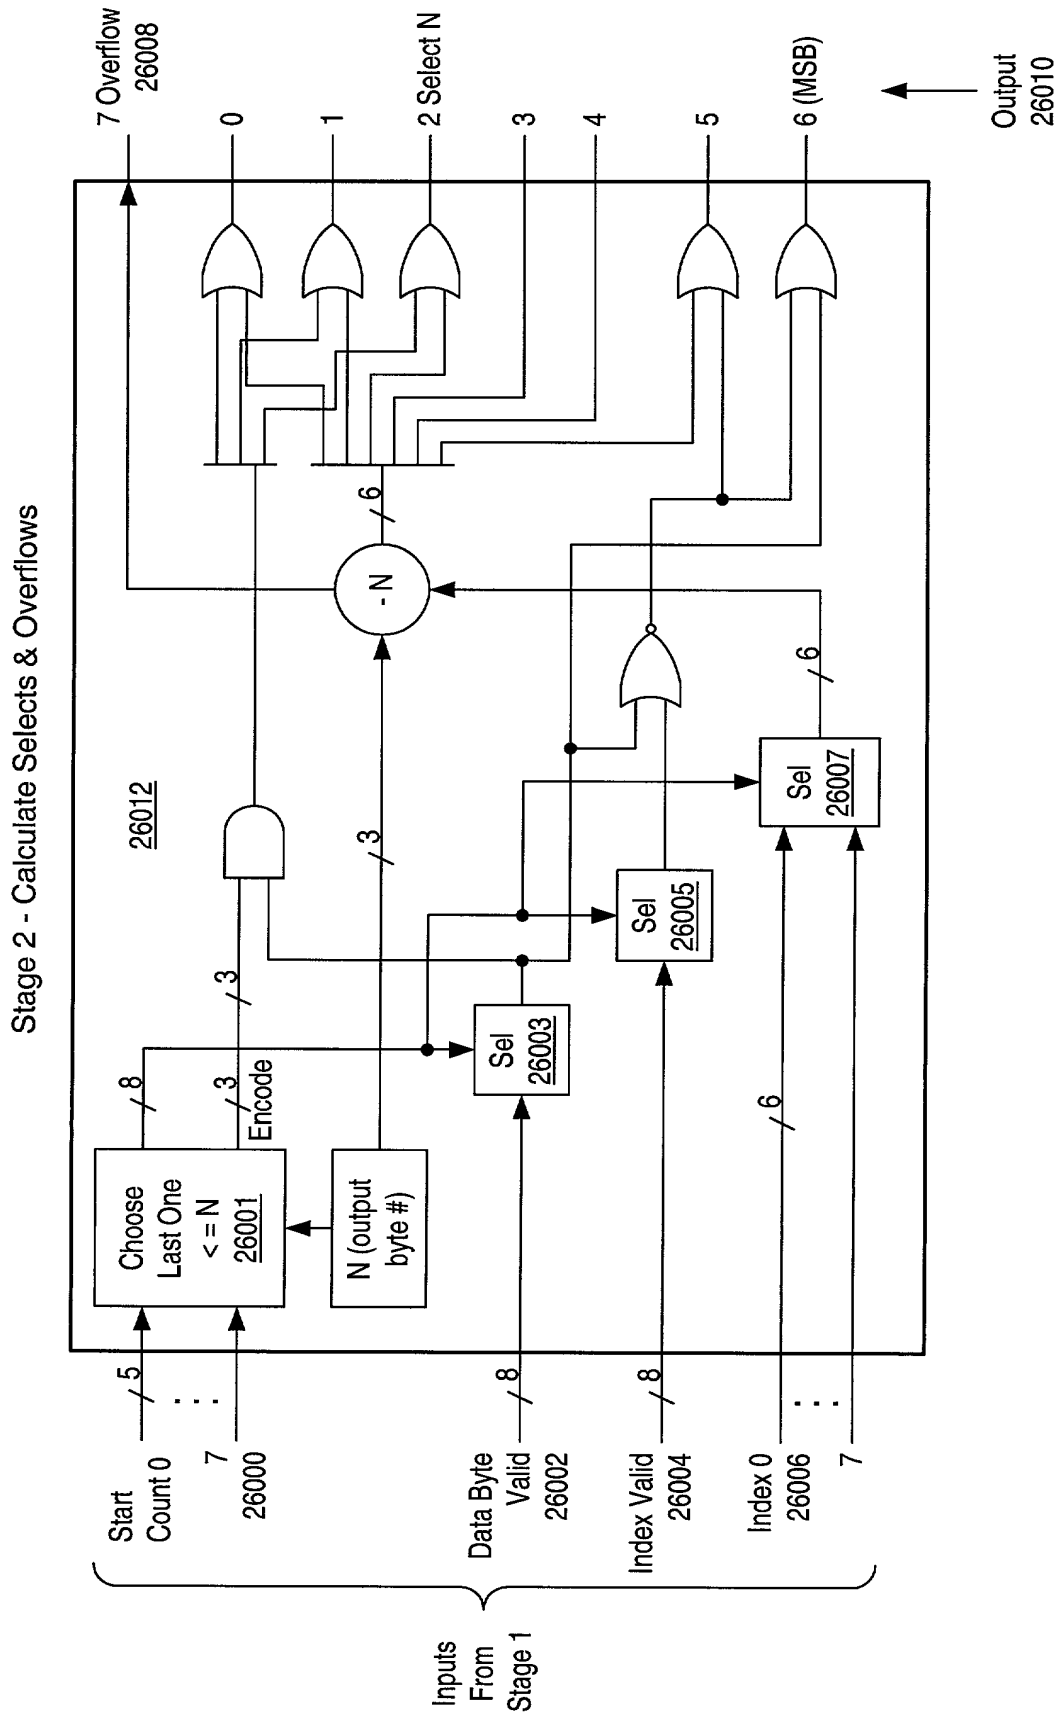 Stage 2 - Calculate Selects & Overflows
Inputs
From
Stage 1
Start
Count 0
7
26000
5
Data Byte
Valid
26002
8
Index Valid
26004
8
Index 0
26006
7
6
Choose
Last One
< = N
26001
8
3
Encode
3
N (output
byte #)
3
Sel
26003
Sel
26005
Sel
26007
6
26012
- N
6
7 Overflow
26008
0
1
2 Select N
3
4
5
6 (MSB)
Output
26010